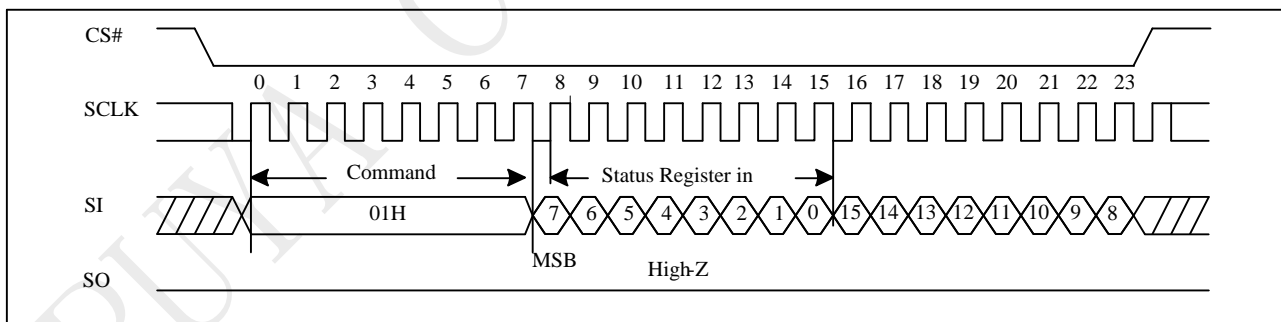 CS#
0 1 2 3 4 5 6 7 8 9 10 11 12 13 14 15 16 17 18 19 20 21 22 23
SCLK
Command Status Register in
SI 01H 7 6 5 4 3 2 1 0 15 14 13 12 11 10 9 8
MSB High-Z
SO
PUYA